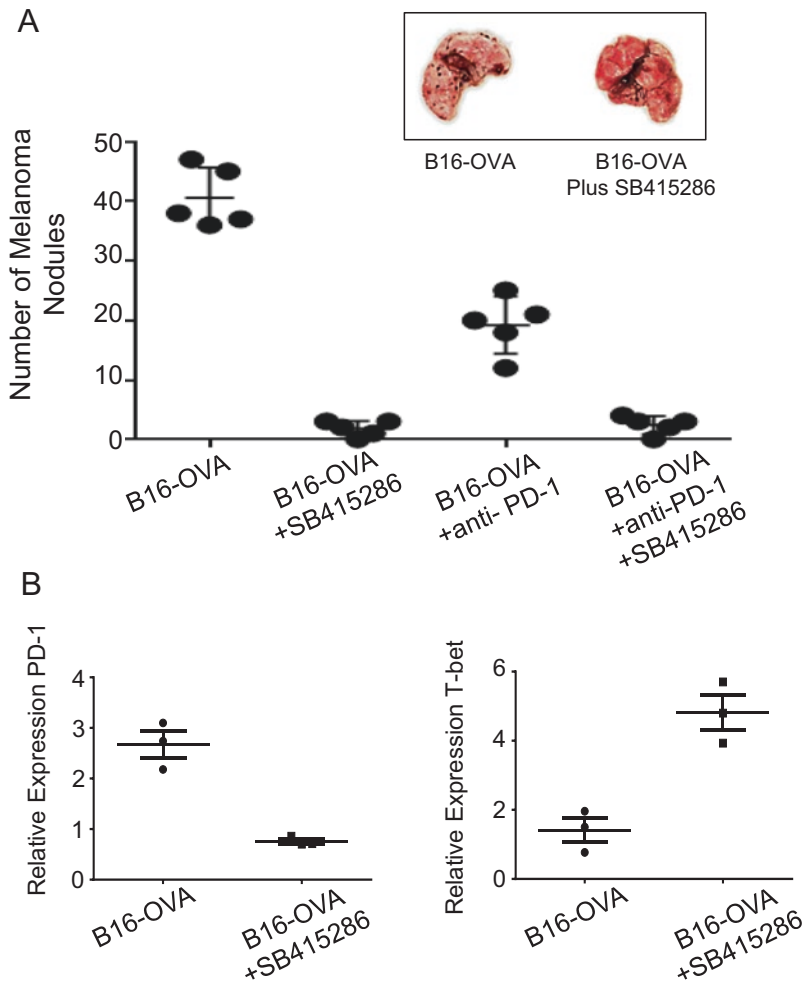 A
B16-OVA
B16-OVA
Plus SB415286
Number of Melanoma
Nodules
50
40
30
20
10
0
B16-OVA
B16-OVA
+SB415286
B16-OVA
+anti- PD-1
B16-OVA
+anti-PD-1
+SB415286
B
Relative Expression PD-1
4
3
2
1
0
B16-OVA
B16-OVA
+SB415286
Relative Expression T-bet
6
4
2
0
B16-OVA
B16-OVA
+SB415286